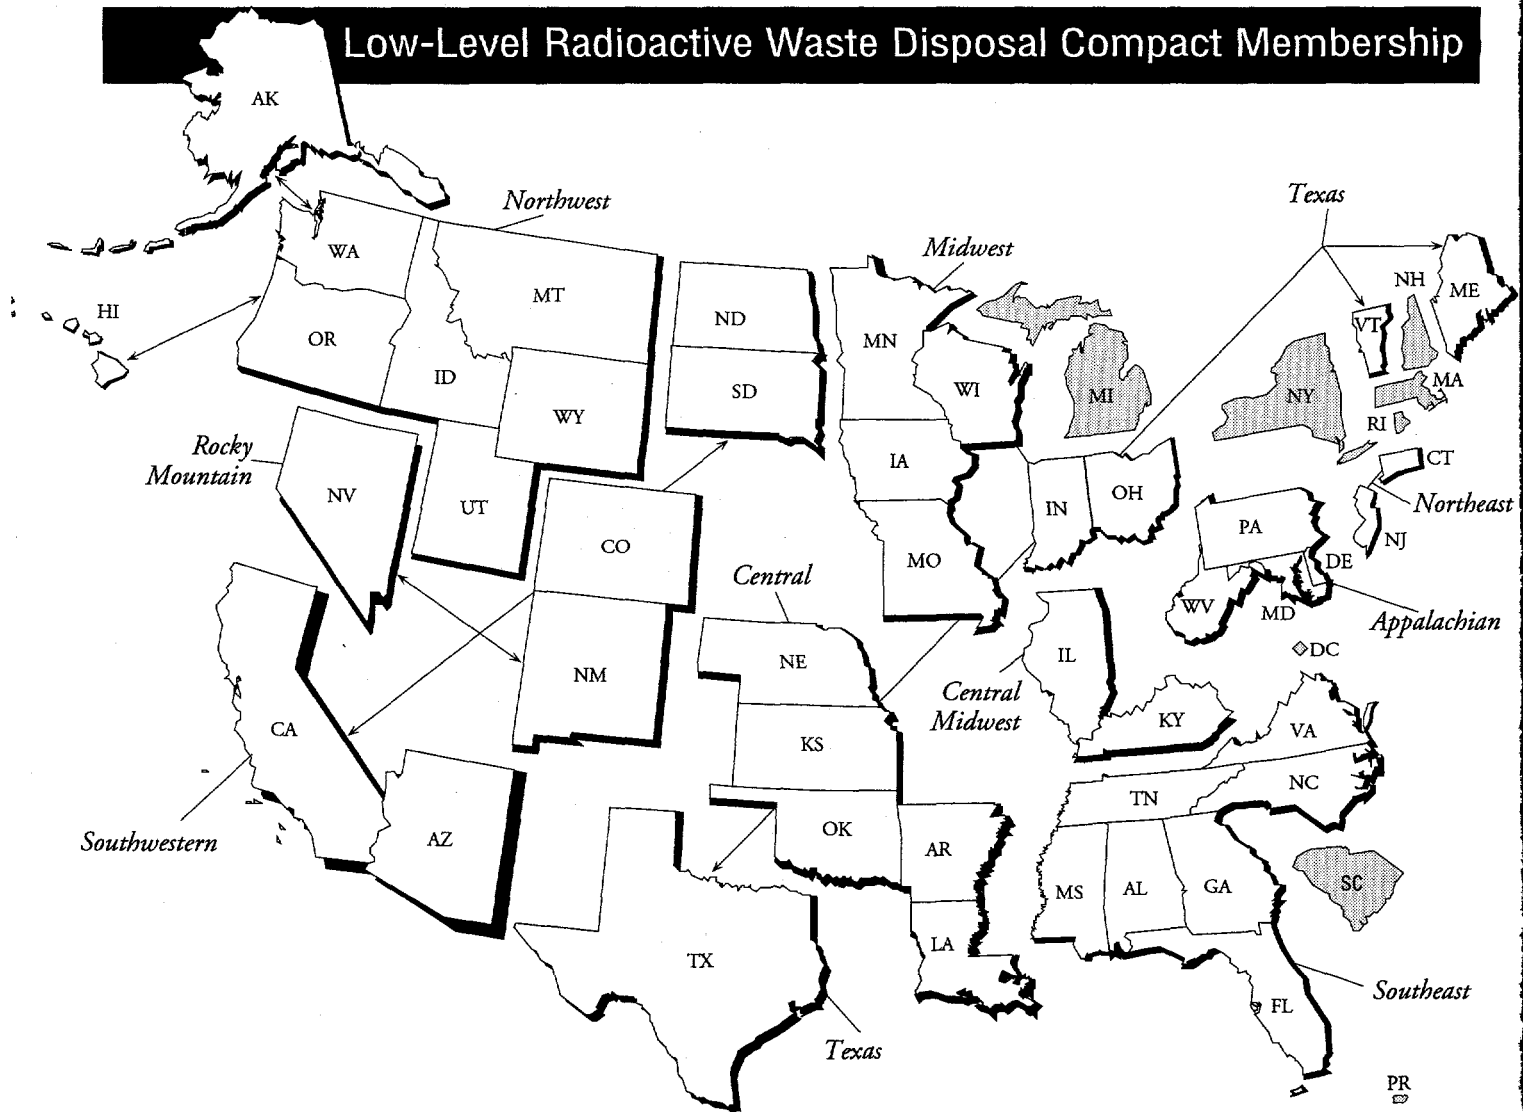 Low-Level Radioactive Waste Disposal Compact Membership
AK
Northwest
Texas
WA
Midwest
HI
MT
NH
ME
ND
VT
OR
MN
ID
SD
WI
MI
NY
MA
WY
RI
Rocky
Mountain
IA
CT
NV
UT
IN
OH
Northeast
CO
PA
NJ
MO
DE
Central
WV
MD
Appalachian
NM
NE
IL
DC
Central
Midwest
KY
CA
KS
VA
TN
NC
Southwestern
AZ
OK
AR
MS
AL
GA
SC
TX
LA
Southeast
FL
Texas
PR